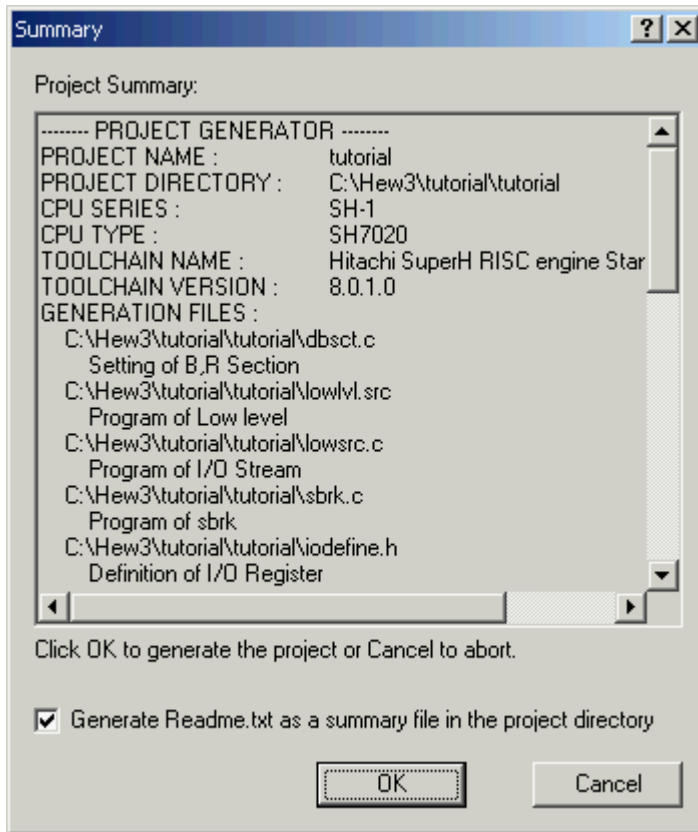 Summary
Project Summary:
-------- PROJECT GENERATOR --------
PROJECT NAME : tutorial
PROJECT DIRECTORY : C:\Hew3\tutorial\tutorial
CPU SERIES : SH-1
CPU TYPE : SH7020
TOOLCHAIN NAME : Hitachi SuperH RISC engine Star
TOOLCHAIN VERSION : 8.0.1.0
GENERATION FILES :
C:\Hew3\tutorial\tutorial\dbsct.c
Setting of B,R Section
C:\Hew3\tutorial\tutorial\lowlvl.src
Program of Low level
C:\Hew3\tutorial\tutorial\lowsrc.c
Program of I/O Stream
C:\Hew3\tutorial\tutorial\sbrk.c
Program of sbrk
C:\Hew3\tutorial\tutorial\iodefine.h
Definition of I/O Register
Click OK to generate the project or Cancel to abort.
Generate Readme.txt as a summary file in the project directory
OK Cancel